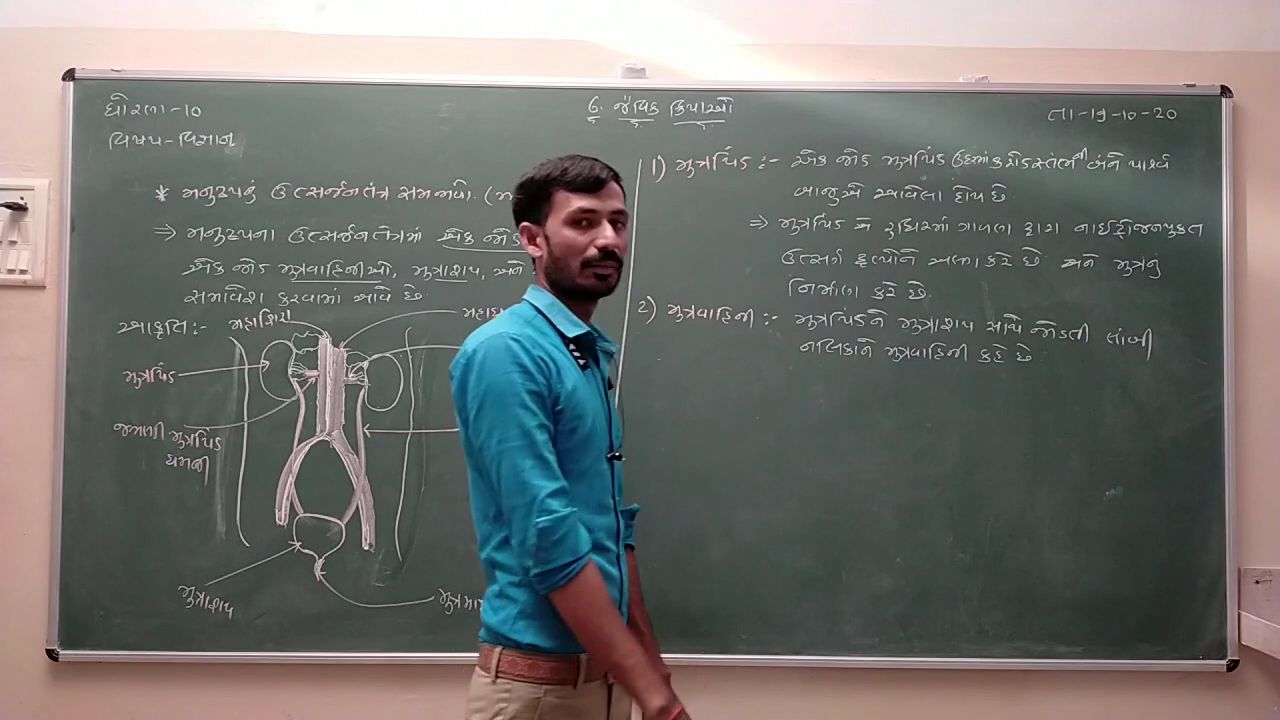 ધોરણ-10
વિષય-વિજ્ઞાન
6. જૈવિક ક્રિયાઓ
તા-19-10-20
* મનુષ્યનું ઉત્સર્જનતંત્ર સમજાવો.
⇒ મનુષ્યના ઉત્સર્જનતંત્રમાં એક જોડ
એક જોડ મુત્રવાહિનીઓ, મુત્રાશય, અને
સમાવેશ કરવામાં આવે છે.
આકૃતિ:-
મહાશિરા
મુત્રપિંડ
જમણી મુત્રપિંડ
ધમની
મુત્રાશય
1) મુત્રપિંડ :- એક જોડ મુત્રપિંડ ઉદરમાં કરોડસ્તંભની બંને પાર્શ્વ
બાજુએ આવેલા હોય છે.
⇒ મુત્રપિંડ એ રુધિરમાં ગાળણ દ્વારા નાઈટ્રોજનયુક્ત
ઉત્સર્ગ દ્રવ્યોને અલગ કરે છે. અને મુત્રનું
નિર્માણ કરે છે.
2) મુત્રવાહિની :- મુત્રપિંડને મુત્રાશય સાથે જોડતી લાંબી
નલિકાને મુત્રવાહિની કહે છે.